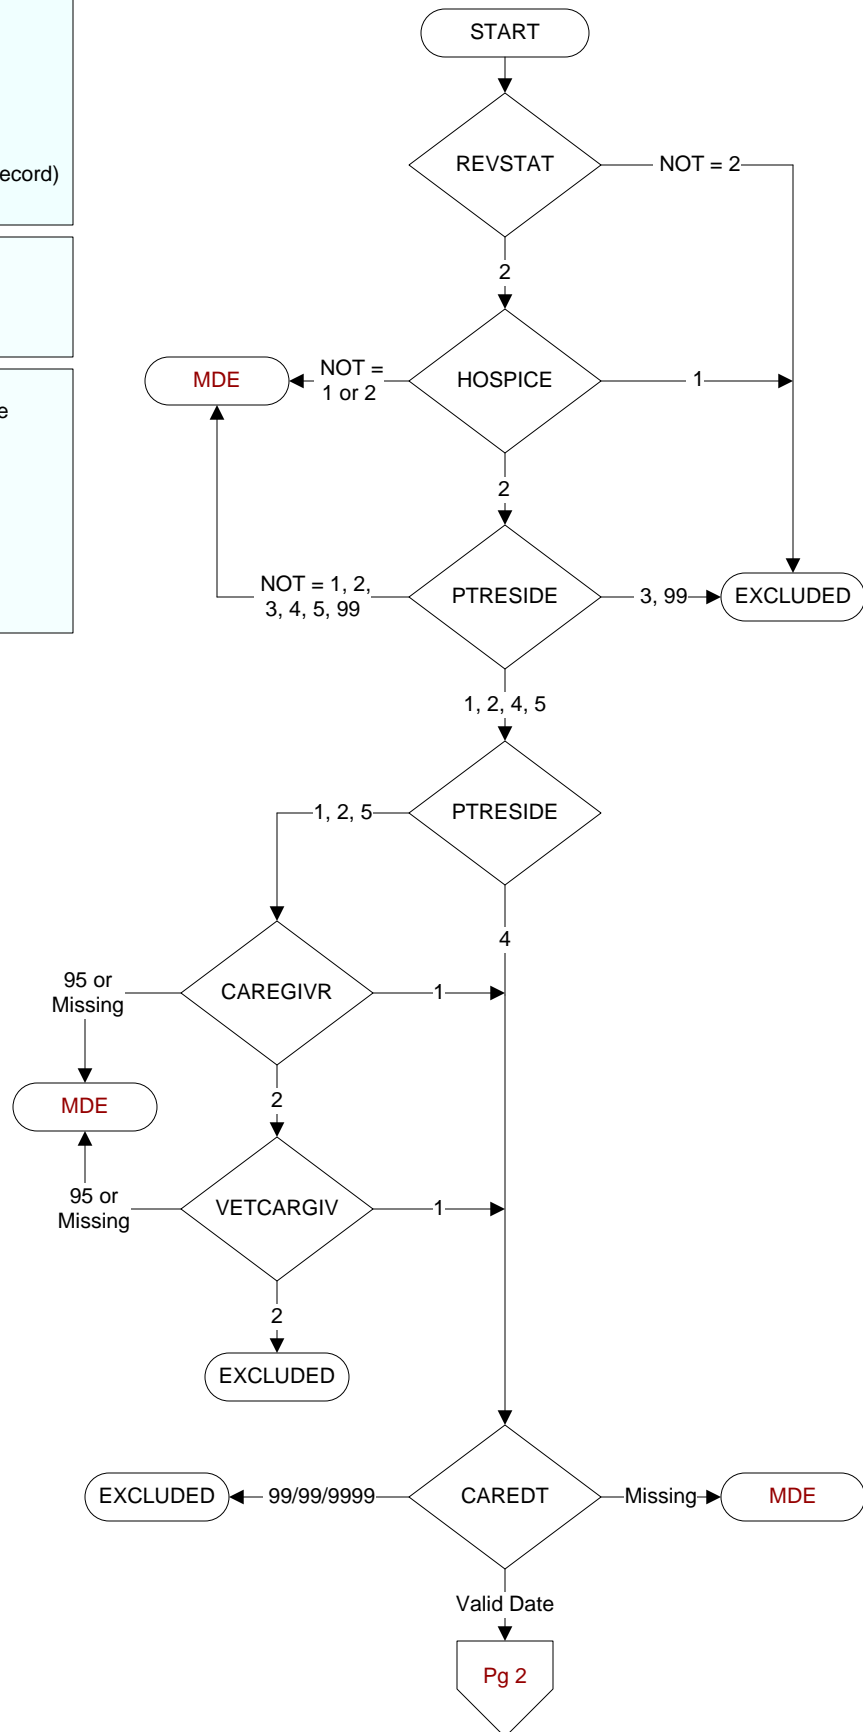 START
REVSTAT
NOT = 2
ecord)
2
MDE
NOT =
1 or 2
HOSPICE
1
e
2
NOT = 1, 2,
3, 4, 5, 99
PTRESIDE
3, 99
EXCLUDED
1, 2, 4, 5
1, 2, 5
PTRESIDE
4
95 or
Missing
CAREGIVR
1
MDE
2
95 or
Missing
VETCARGIV
1
2
EXCLUDED
EXCLUDED
99/99/9999
CAREDT
Missing
MDE
Valid Date
Pg 2